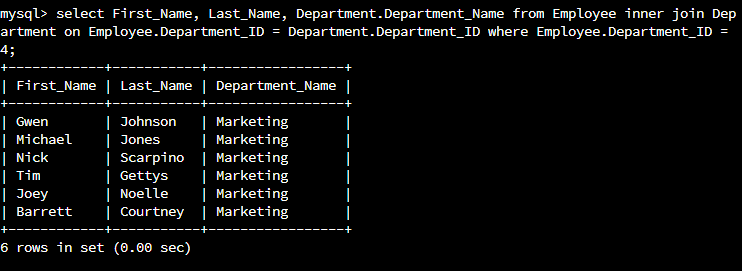 mysql> select First_Name, Last_Name, Department.Department_Name from Employee inner join Dep
artment on Employee.Department_ID = Department.Department_ID where Employee.Department_ID =
4;
+------------+-----------+-----------------+
| First_Name | Last_Name | Department_Name |
+------------+-----------+-----------------+
| Gwen       | Johnson   | Marketing       |
| Michael    | Jones     | Marketing       |
| Nick       | Scarpino  | Marketing       |
| Tim        | Gettys    | Marketing       |
| Joey       | Noelle    | Marketing       |
| Barrett    | Courtney  | Marketing       |
+------------+-----------+-----------------+
6 rows in set (0.00 sec)